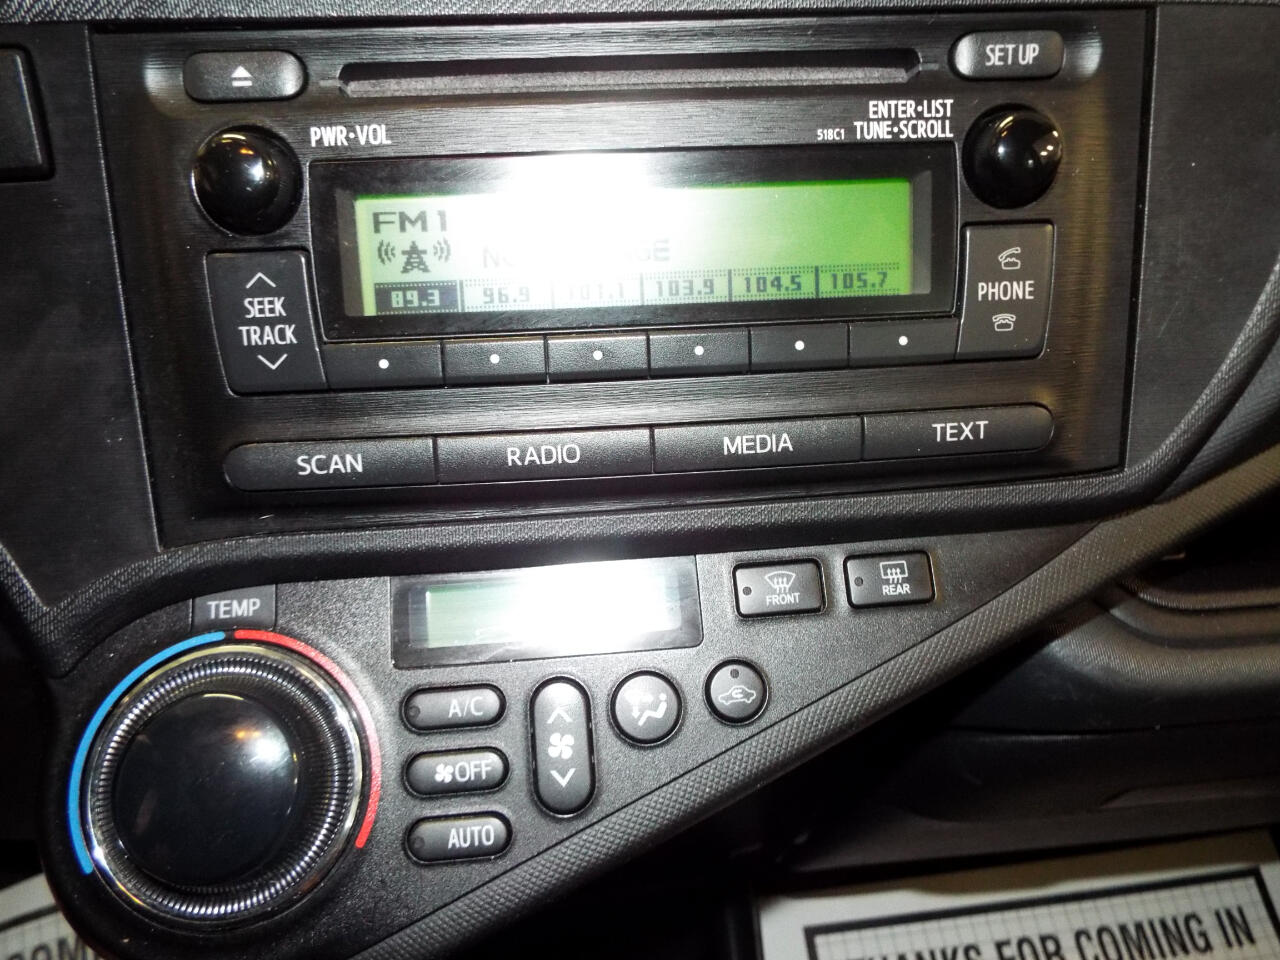 SET UP
PWR•VOL
ENTER•LIST
518C1 TUNE•SCROLL
FM1
89.3 96.9 101.1 103.9 104.5 105.7
SEEK
TRACK
PHONE
SCAN RADIO MEDIA TEXT
TEMP
FRONT
REAR
A/C
OFF
AUTO
THANKS FOR COMING IN